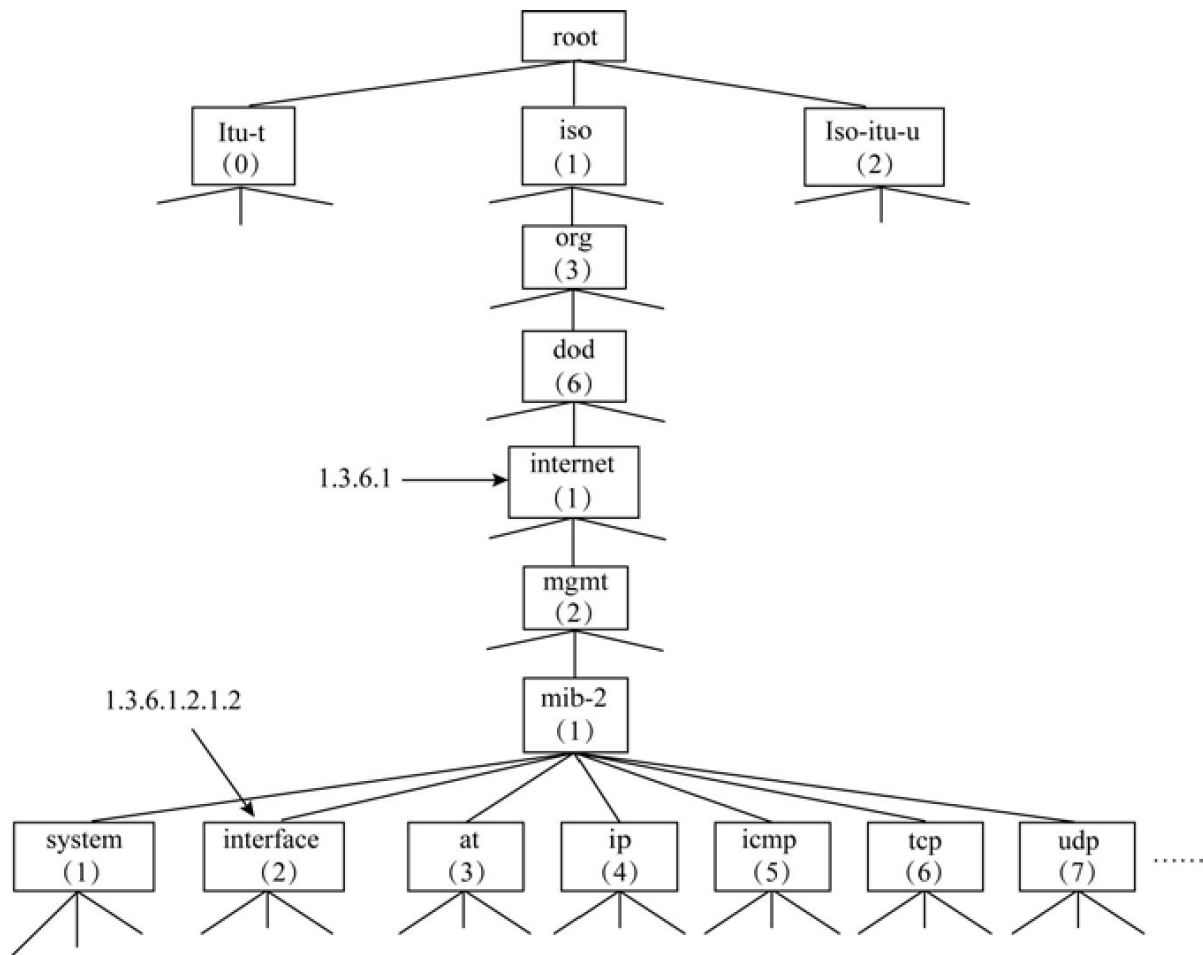 root
Itu-t
(0)
iso
(1)
Iso-itu-u
(2)
org
(3)
dod
(6)
1.3.6.1
internet
(1)
mgmt
(2)
1.3.6.1.2.1.2
mib-2
(1)
system
(1)
interface
(2)
at
(3)
ip
(4)
icmp
(5)
tcp
(6)
udp
(7)
......